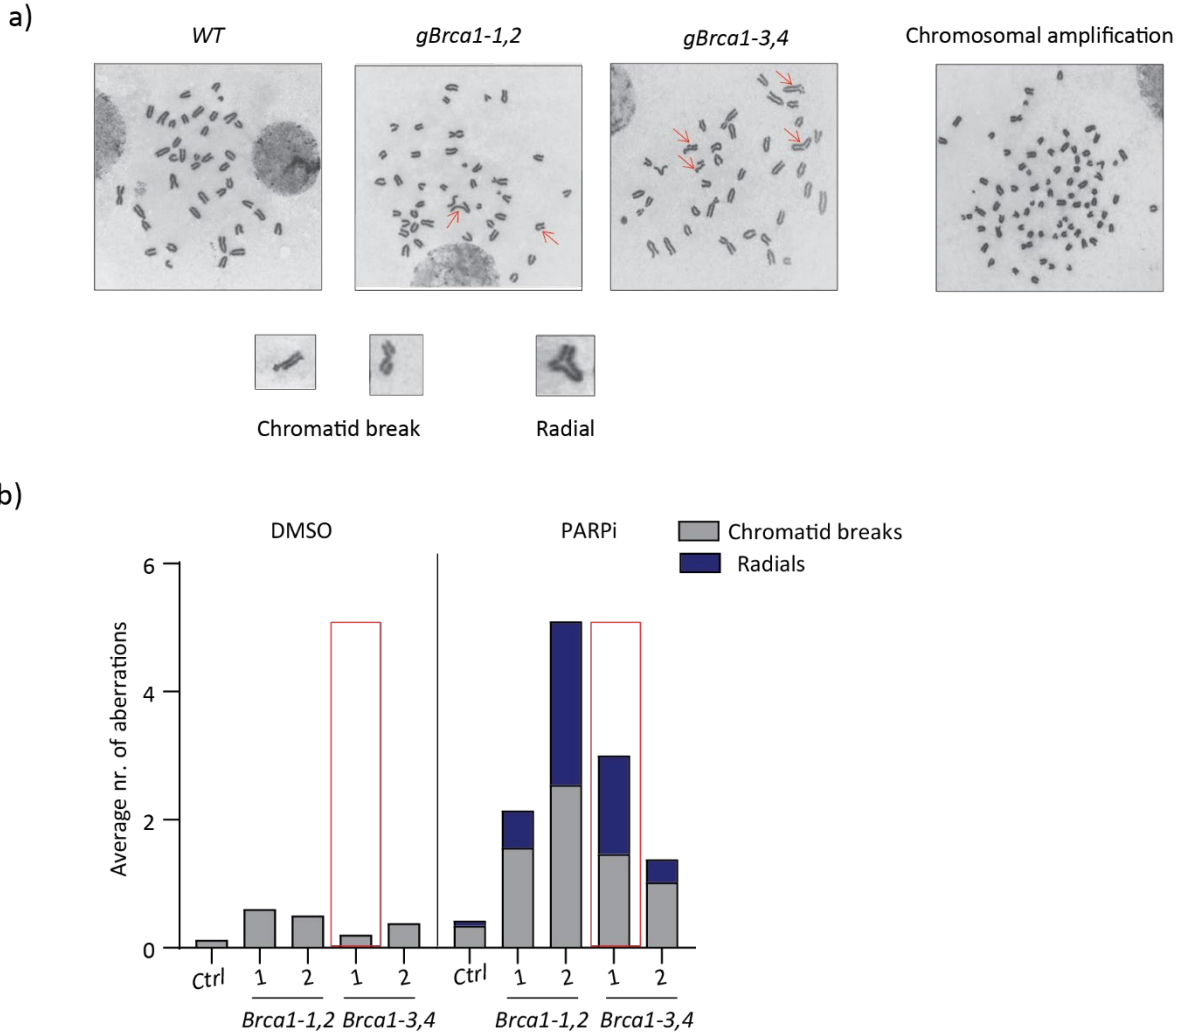 a)
WT
gBrca1-1,2
gBrca1-3,4
Chromosomal amplification
Chromatid break
Radial
b)
DMSO
PARPi
Chromatid breaks
Radials
Average nr. of aberrations
6
4
2
0
Ctrl 1 2 1 2 Ctrl 1 2 1 2
Brca1-1,2 Brca1-3,4 Brca1-1,2 Brca1-3,4